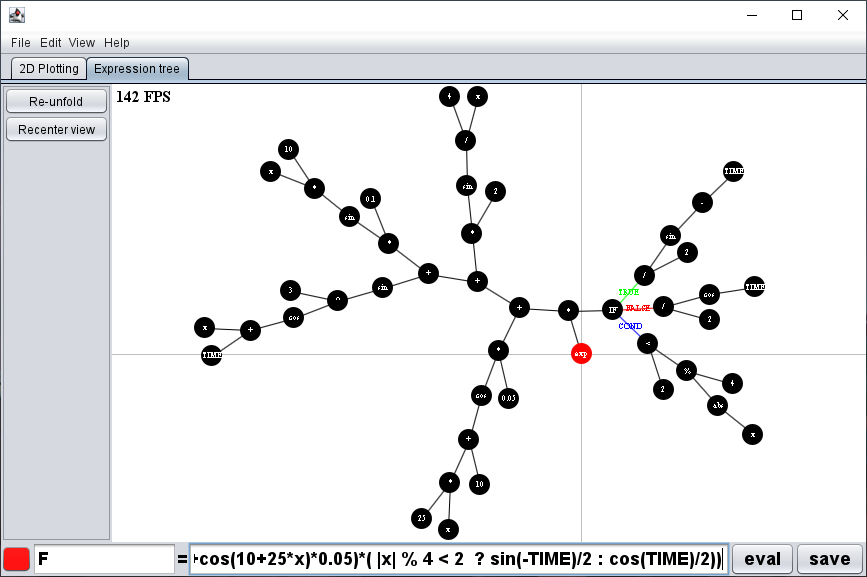 File Edit View Help
2D Plotting Expression tree
Re-unfold
Recenter view
142 FPS
4 x
/
10
x
*
sin 2
0.1
sin
*
*
TIME
-
sin
2
/
+ +
3
^
sin
cos
x
+
TIME
TRUE
IF FALSE
COND
/
cos TIME
2
+
*
exp
<
2
%
4
abs
x
*
cos 0.05
+
*
10
25
x
F = +cos(10+25*x)*0.05)*( |x| % 4 < 2 ? sin(-TIME)/2 : cos(TIME)/2)) eval save